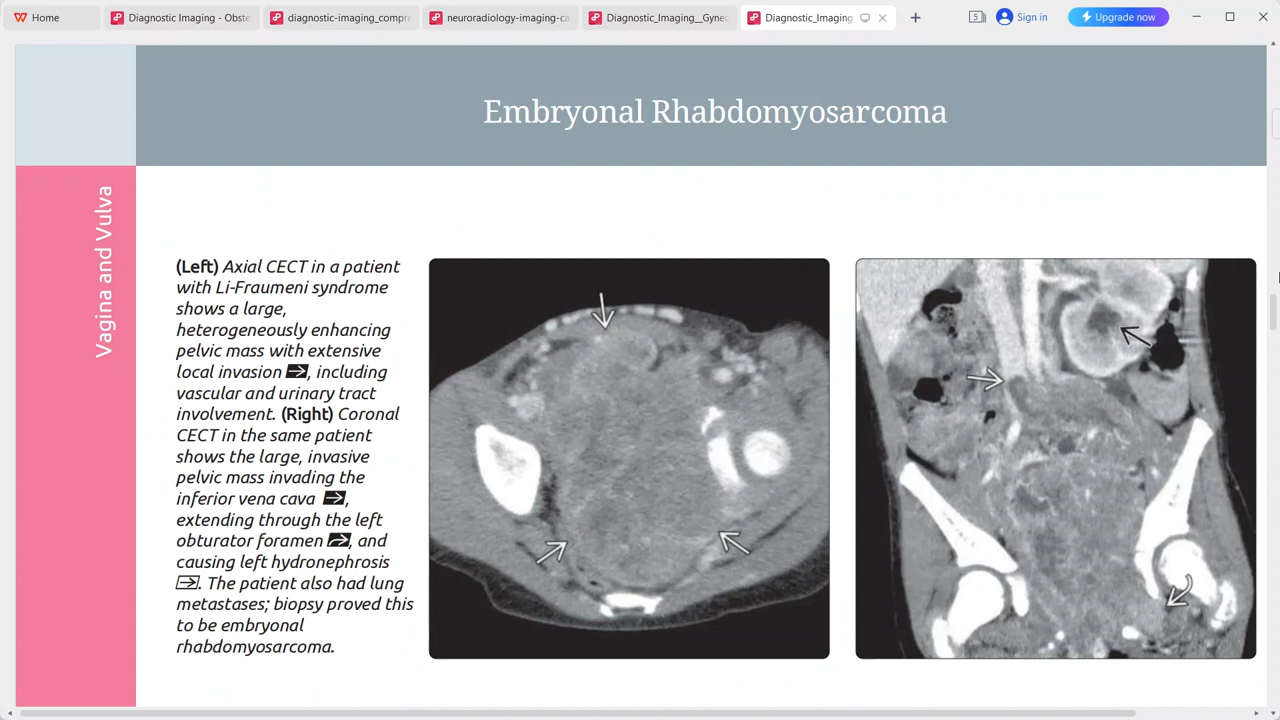 Home
Diagnostic Imaging - Obste
diagnostic-imaging_compre
neuroradiology-imaging-ca
Diagnostic_Imaging__Gynec
Diagnostic_Imaging_
5
Sign in
Upgrade now
Embryonal Rhabdomyosarcoma
Vagina and Vulva
(Left) Axial CECT in a patient
with Li-Fraumeni syndrome
shows a large,
heterogeneously enhancing
pelvic mass with extensive
local invasion , including
vascular and urinary tract
involvement. (Right) Coronal
CECT in the same patient
shows the large, invasive
pelvic mass invading the
inferior vena cava ,
extending through the left
obturator foramen , and
causing left hydronephrosis
. The patient also had lung
metastases; biopsy proved this
to be embryonal
rhabdomyosarcoma.